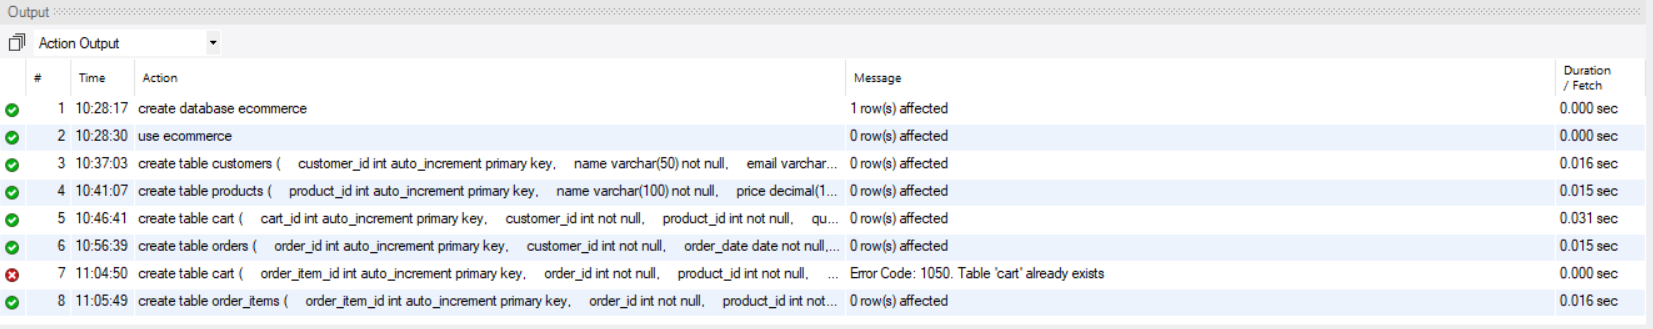 Output
Action Output
# Time Action Message Duration / Fetch
1 10:28:17 create database ecommerce 1 row(s) affected 0.000 sec
2 10:28:30 use ecommerce 0 row(s) affected 0.000 sec
3 10:37:03 create table customers ( customer_id int auto_increment primary key, name varchar(50) not null, email varchar... 0 row(s) affected 0.016 sec
4 10:41:07 create table products ( product_id int auto_increment primary key, name varchar(100) not null, price decimal(1... 0 row(s) affected 0.015 sec
5 10:46:41 create table cart ( cart_id int auto_increment primary key, customer_id int not null, product_id int not null, qu... 0 row(s) affected 0.031 sec
6 10:56:39 create table orders ( order_id int auto_increment primary key, customer_id int not null, order_date date not null,... 0 row(s) affected 0.015 sec
7 11:04:50 create table cart ( order_item_id int auto_increment primary key, order_id int not null, product_id int not null, ... Error Code: 1050. Table 'cart' already exists 0.000 sec
8 11:05:49 create table order_items ( order_item_id int auto_increment primary key, order_id int not null, product_id int not... 0 row(s) affected 0.016 sec